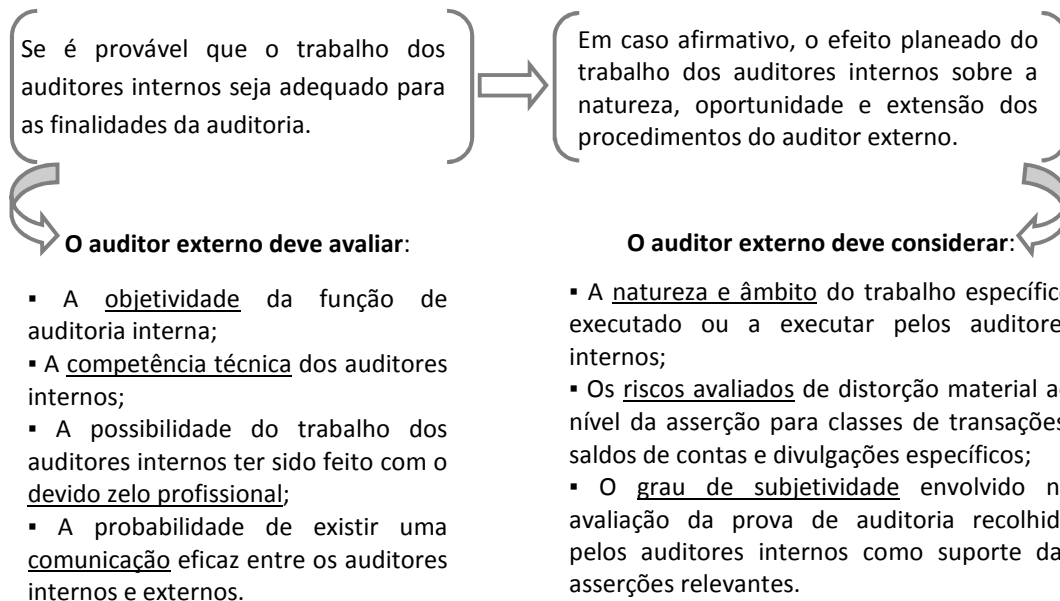 Se é provável que o trabalho dos
auditores internos seja adequado para
as finalidades da auditoria.
Em caso afirmativo, o efeito planeado do
trabalho dos auditores internos sobre a
natureza, oportunidade e extensão dos
procedimentos do auditor externo.
O auditor externo deve avaliar:
▪ A objetividade da função de
auditoria interna;
▪ A competência técnica dos auditores
internos;
▪ A possibilidade do trabalho dos
auditores internos ter sido feito com o
devido zelo profissional;
▪ A probabilidade de existir uma
comunicação eficaz entre os auditores
internos e externos.
O auditor externo deve considerar:
▪ A natureza e âmbito do trabalho específic
executado ou a executar pelos auditore
internos;
▪ Os riscos avaliados de distorção material a
nível da asserção para classes de transações
saldos de contas e divulgações específicos;
▪ O grau de subjetividade envolvido n
avaliação da prova de auditoria recolhid
pelos auditores internos como suporte da
asserções relevantes.